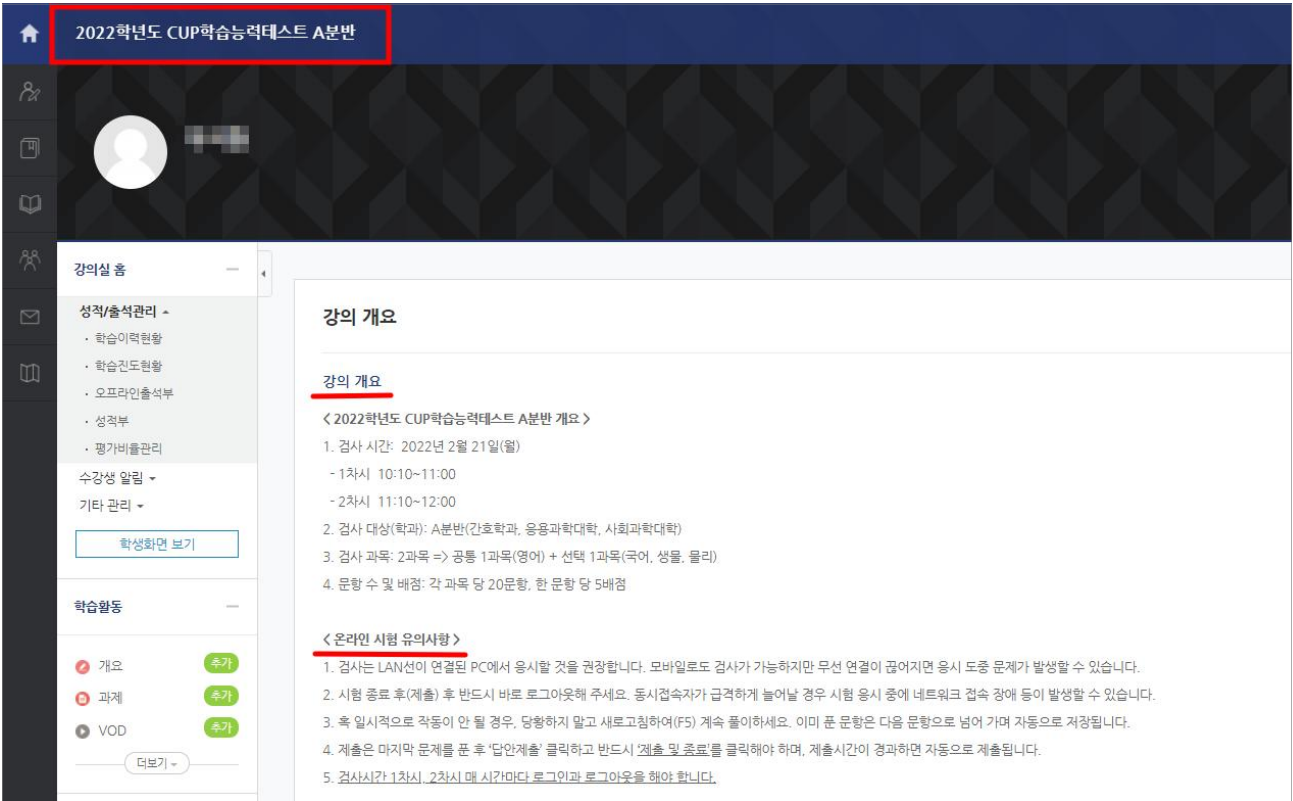 2022학년도 CUP학습능력테스트 A분반
강의실 홈
성적/출석관리
· 학습이력현황
· 학습진도현황
· 오프라인출석부
· 성적부
· 평가비율관리
수강생 알림
기타 관리
학생화면 보기
학습활동
개요 추가
과제 추가
VOD 추가
더보기
강의 개요
강의 개요
< 2022학년도 CUP학습능력테스트 A분반 개요 >
1. 검사 시간: 2022년 2월 21일(월)
- 1차시 10:10~11:00
- 2차시 11:10~12:00
2. 검사 대상(학과): A분반(간호학과, 응용과학대학, 사회과학대학)
3. 검사 과목: 2과목 => 공통 1과목(영어) + 선택 1과목(국어, 생물, 물리)
4. 문항 수 및 배점: 각 과목 당 20문항, 한 문항 당 5배점
< 온라인 시험 유의사항 >
1. 검사는 LAN선이 연결된 PC에서 응시할 것을 권장합니다. 모바일로도 검사가 가능하지만 무선 연결이 끊어지면 응시 도중 문제가 발생할 수 있습니다.
2. 시험 종료 후(제출) 후 반드시 바로 로그아웃해 주세요. 동시접속자가 급격하게 늘어날 경우 시험 응시 중에 네트워크 접속 장애 등이 발생할 수 있습니다.
3. 혹 일시적으로 작동이 안 될 경우, 당황하지 말고 새로고침하여(F5) 계속 풀이하세요. 이미 푼 문항은 다음 문항으로 넘어 가며 자동으로 저장됩니다.
4. 제출은 마지막 문제를 푼 후 '답안제출' 클릭하고 반드시 '제출 및 종료'를 클릭해야 하며, 제출시간이 경과하면 자동으로 제출됩니다.
5. 검사시간 1차시, 2차시 매 시간마다 로그인과 로그아웃을 해야 합니다.